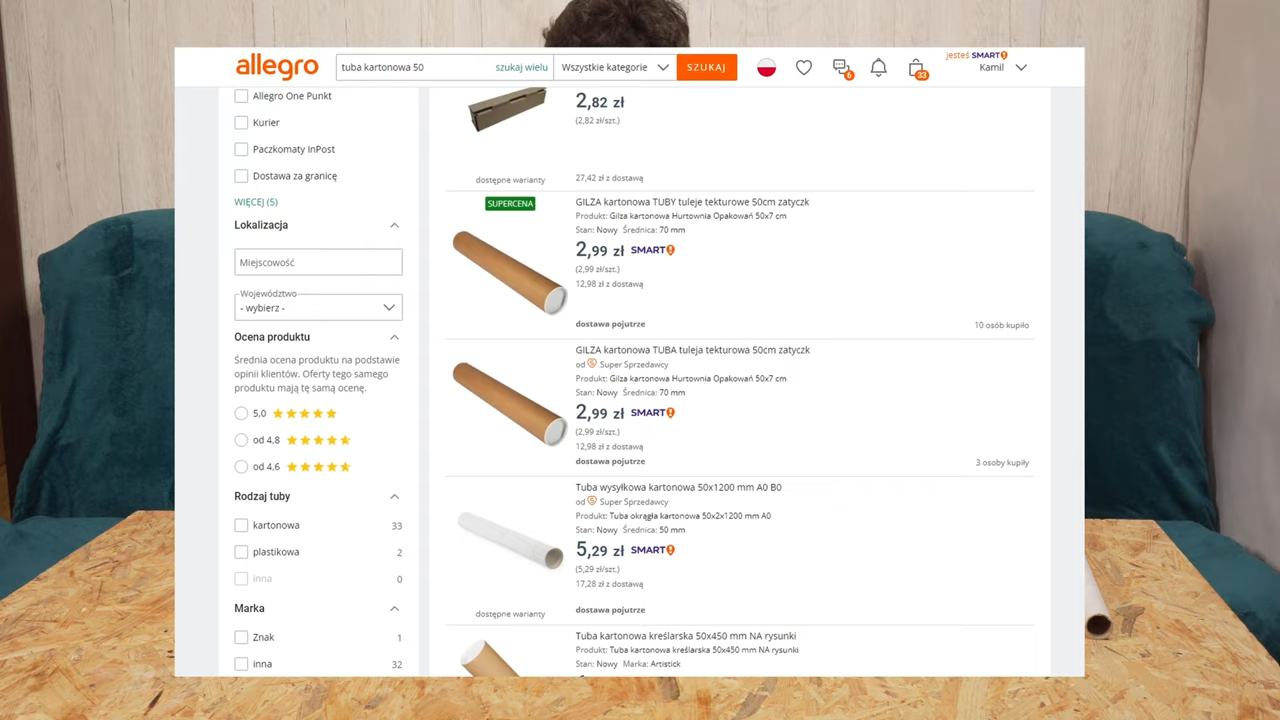 allegro
tuba kartonowa 50
szukaj wielu
Wszystkie kategorie
SZUKAJ
6
33
jesteś SMART!
Kamil
Allegro One Punkt
Kurier
Paczkomaty InPost
Dostawa za granicę
WIĘCEJ (5)
Lokalizacja
Miejscowość
Województwo
- wybierz -
Ocena produktu
Średnia ocena produktu na podstawie
opinii klientów. Oferty tego samego
produktu mają tę samą ocenę.
5,0
od 4.8
od 4.6
Rodzaj tuby
kartonowa 33
plastikowa 2
inna 0
Marka
Znak 1
inna 32
2,82 zł
(2,82 zł/szt.)
dostępne warianty
27,42 zł z dostawą
SUPERCENA
GILZA kartonowa TUBY tuleje tekturowe 50cm zatyczk
Produkt: Gilza kartonowa Hurtownia Opakowań 50x7 cm
Stan: Nowy Średnica: 70 mm
2,99 zł SMART!
(2,99 zł/szt.)
12,98 zł z dostawą
dostawa pojutrze
10 osób kupiło
GILZA kartonowa TUBA tuleja tekturowa 50cm zatyczk
od Super Sprzedawcy
Produkt: Gilza kartonowa Hurtownia Opakowań 50x7 cm
Stan: Nowy Średnica: 70 mm
2,99 zł SMART!
(2,99 zł/szt.)
12,98 zł z dostawą
dostawa pojutrze
3 osoby kupiły
Tuba wysyłkowa kartonowa 50x1200 mm A0 B0
od Super Sprzedawcy
Produkt: Tuba okrągła kartonowa 50x2x1200 mm A0
Stan: Nowy Średnica: 50 mm
5,29 zł SMART!
(5,29 zł/szt.)
17,28 zł z dostawą
dostępne warianty
dostawa pojutrze
Tuba kartonowa kreślarska 50x450 mm NA rysunki
Produkt: Tuba kartonowa kreślarska 50x450 mm NA rysunki
Stan: Nowy Marka: Artistick